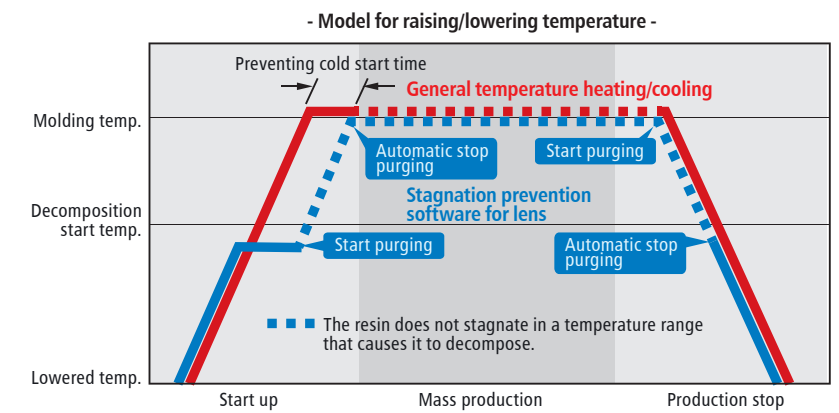 - Model for raising/lowering temperature -
Preventing cold start time
General temperature heating/cooling
Molding temp.
Automatic stop
purging
Start purging
Stagnation prevention
software for lens
Decomposition
start temp.
Start purging
Automatic stop
purging
The resin does not stagnate in a temperature range
that causes it to decompose.
Lowered temp.
Start up
Mass production
Production stop